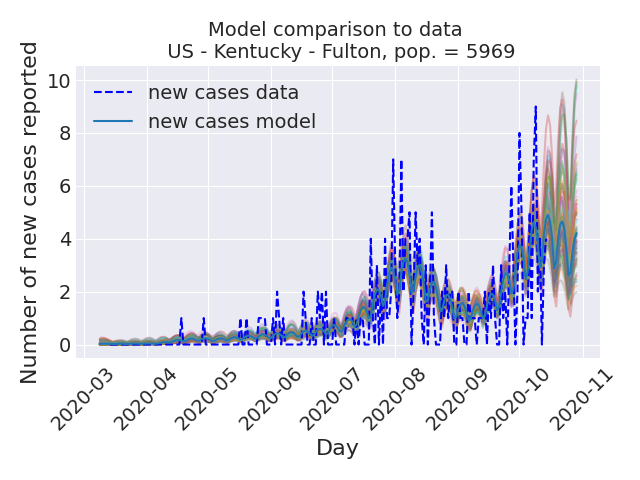 Model comparison to data
US - Kentucky - Fulton, pop. = 5969
Number of new cases reported
10
8
6
4
2
0
new cases data
new cases model
2020-03
2020-04
2020-05
2020-06
2020-07
2020-08
2020-09
2020-10
2020-11
Day